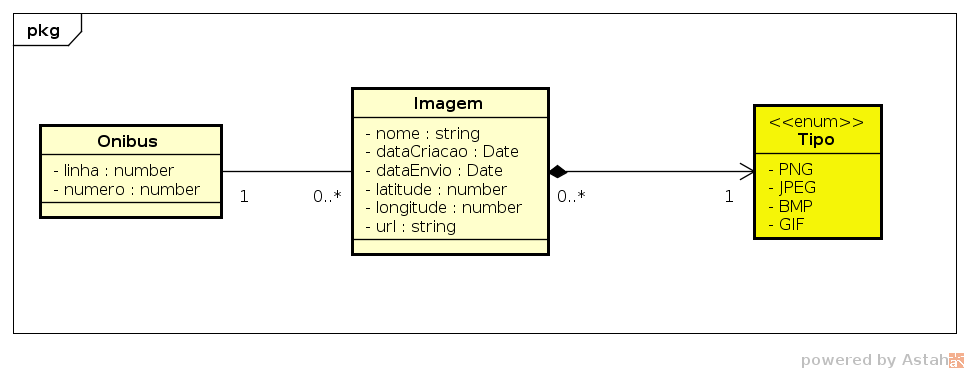 pkg
Onibus
- linha : number
- numero : number
1
0..*
Imagem
- nome : string
- dataCriacao : Date
- dataEnvio : Date
- latitude : number
- longitude : number
- url : string
0..*
1
<<enum>>
Tipo
- PNG
- JPEG
- BMP
- GIF
powered by Astah